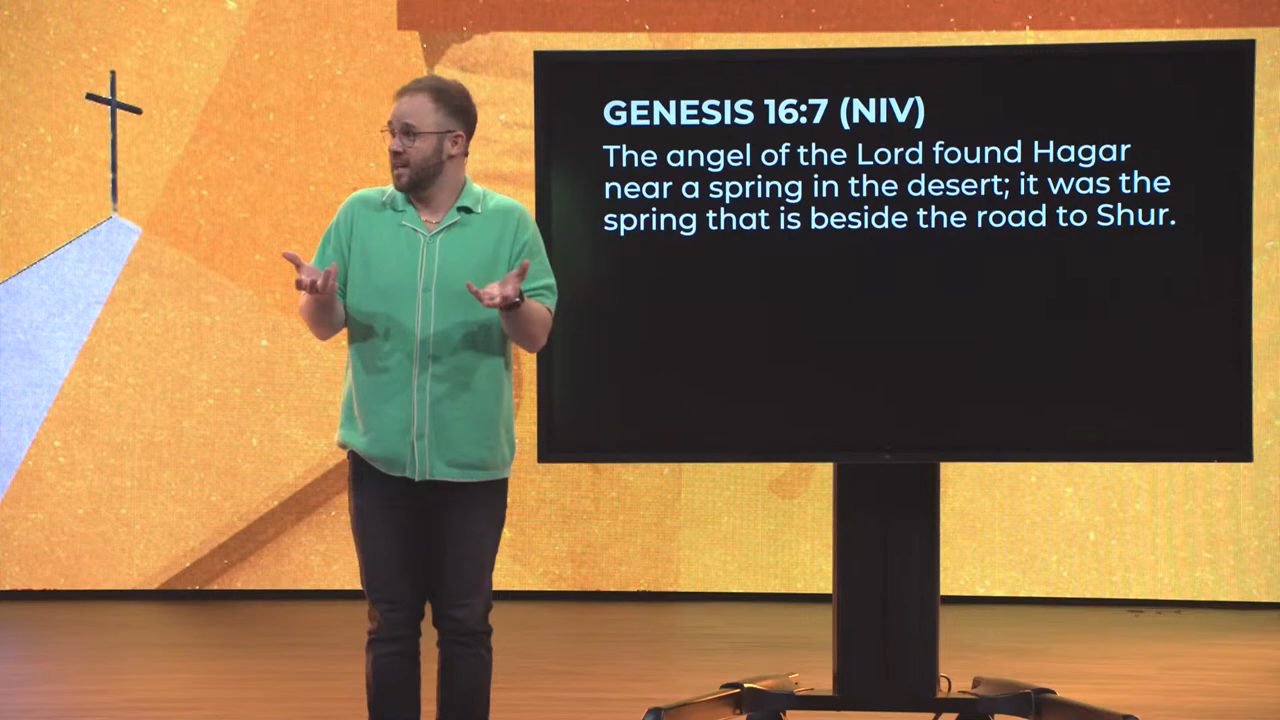 GENESIS 16:7 (NIV)
The angel of the Lord found Hagar
near a spring in the desert; it was the
spring that is beside the road to Shur.